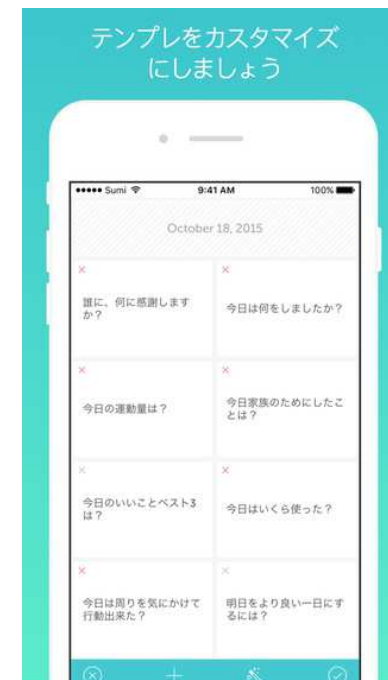 テンプレをカスタマイズ
にしましょう
Sumi
9:41 AM
100%
October 18, 2015
誰に、何に感謝します
か？
今日は何をしましたか？
今日の運動量は？
今日家族のためにしたこ
とは？
今日のいいことベスト3
は？
今日はいくら使った？
今日は周りを気にかけて
行動出来た？
明日をより良い一日にす
るには？